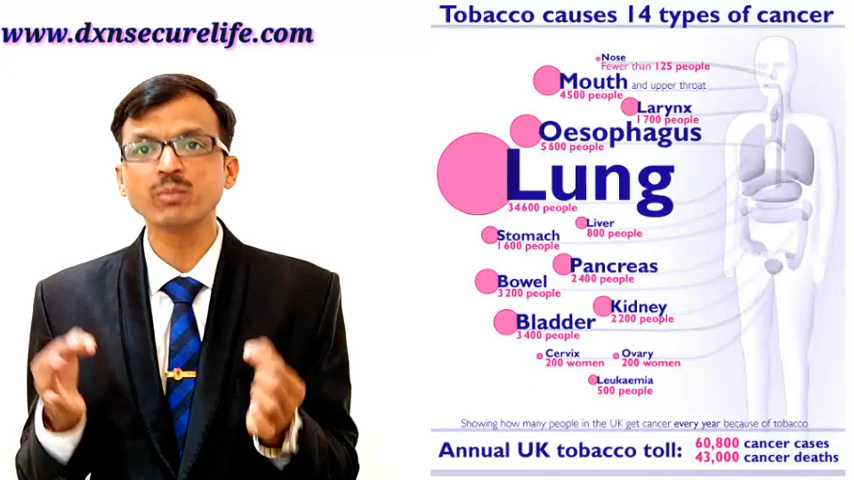 www.dxnsecurelife.com
Tobacco causes 14 types of cancer
Nose
Fewer than 125 people
Mouth and upper throat
4500 people
Larynx
1700 people
Oesophagus
5600 people
Lung
34600 people
Liver
800 people
Stomach
1600 people
Pancreas
2400 people
Bowel
3200 people
Kidney
2200 people
Bladder
3400 people
Cervix
200 women
Ovary
200 women
Leukaemia
500 people
Showing how many people in the UK get cancer every year because of tobacco
Annual UK tobacco toll: 60,800 cancer cases
43,000 cancer deaths